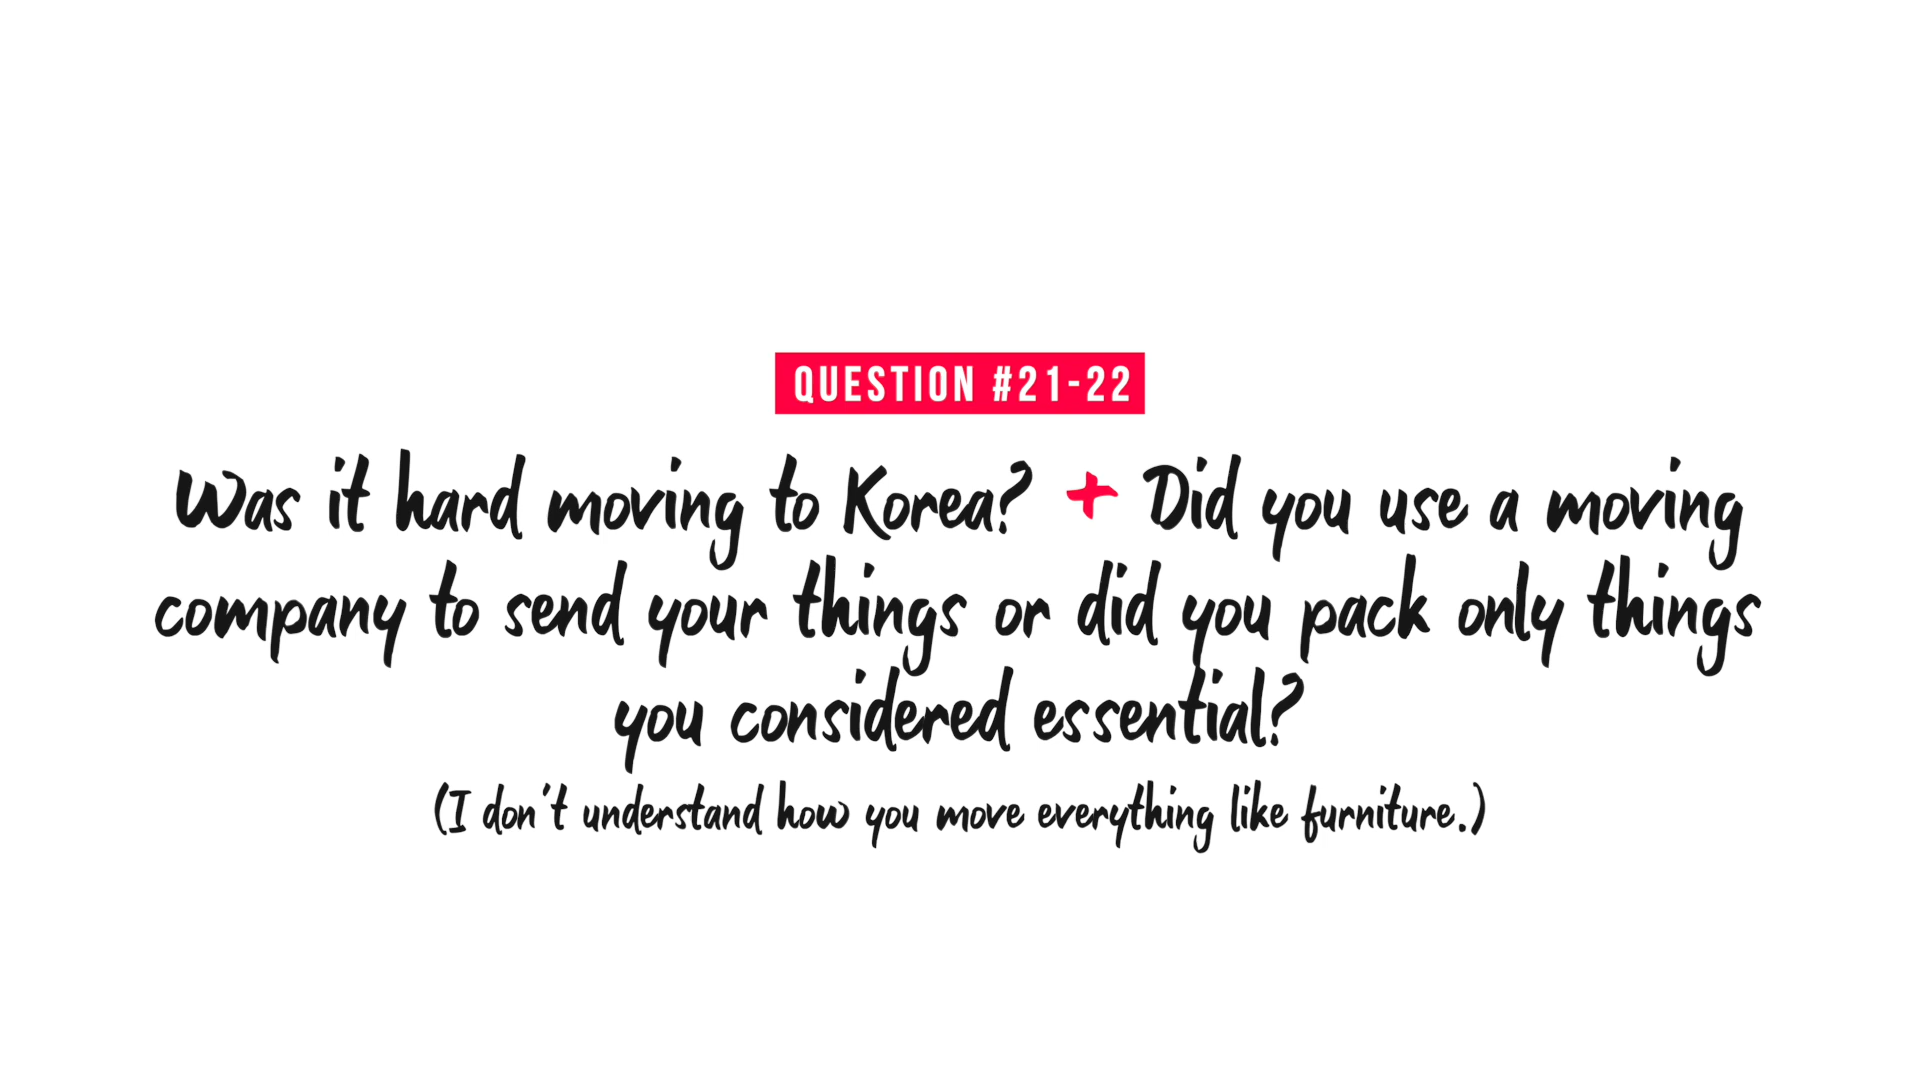 QUESTION #21-22
Was it hard moving to Korea? + Did you use a moving
company to send your things or did you pack only things
you considered essential?
(I don't understand how you move everything like furniture.)